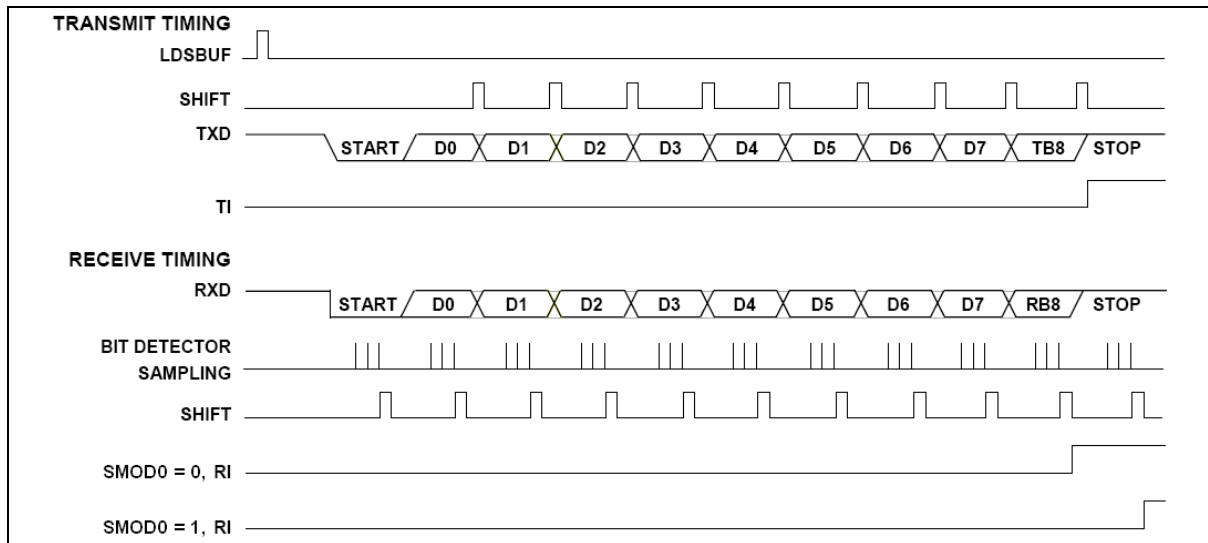 TRANSMIT TIMING
LDSBUF
SHIFT
TXD START D0 D1 D2 D3 D4 D5 D6 D7 TB8 STOP
TI
RECEIVE TIMING
RXD START D0 D1 D2 D3 D4 D5 D6 D7 RB8 STOP
BIT DETECTOR
SAMPLING
SHIFT
SMOD0 = 0, RI
SMOD0 = 1, RI